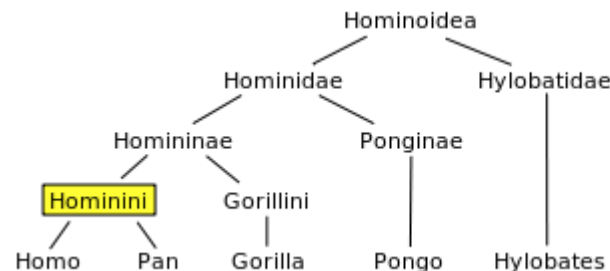 Hominoidea
Hominidae Hylobatidae
Homininae Ponginae
Hominini Gorillini
Homo Pan Gorilla Pongo Hylobates